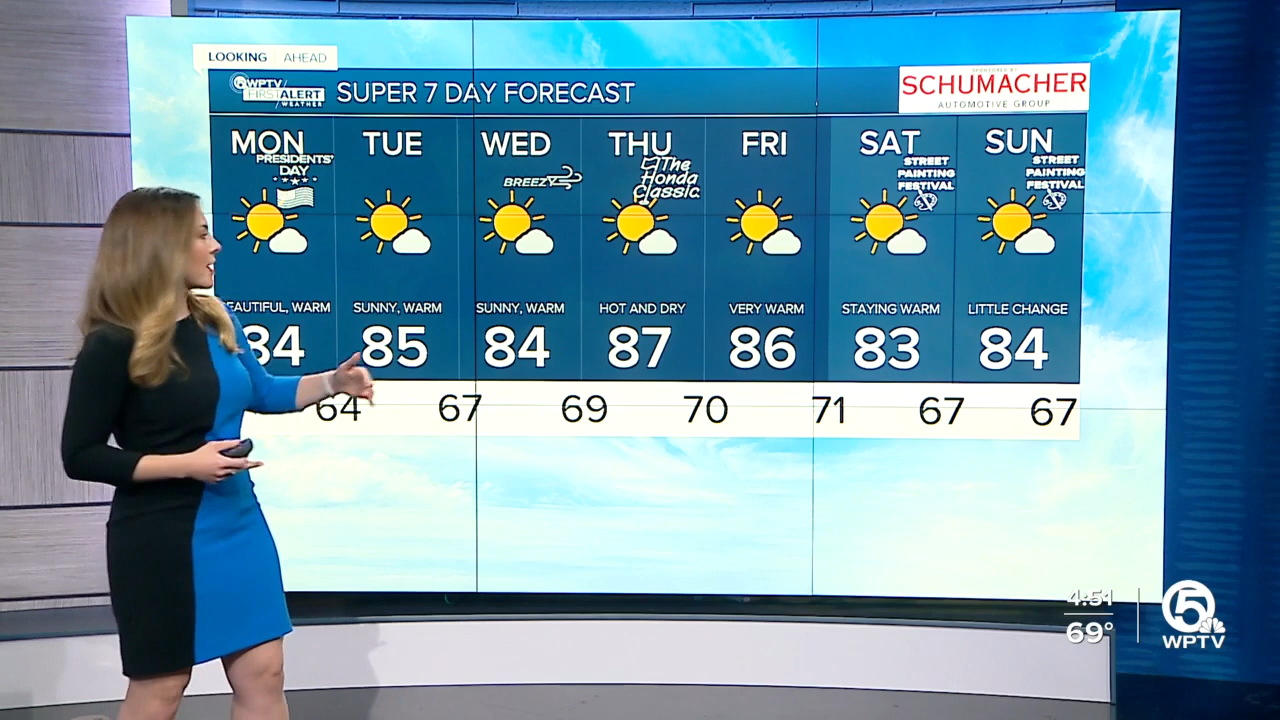 LOOKING AHEAD
5 WPTV
FIRST ALERT
WEATHER
SUPER 7 DAY FORECAST
SPONSORED BY
SCHUMACHER
AUTOMOTIVE GROUP
MON TUE WED THU FRI SAT SUN
PRESIDENTS'
DAY
BREEZY
The
Honda
Classic.
STREET
PAINTING
FESTIVAL
STREET
PAINTING
FESTIVAL
EAUTIFUL, WARM SUNNY, WARM SUNNY, WARM HOT AND DRY VERY WARM STAYING WARM LITTLE CHANGE
84 85 84 87 86 83 84
64 67 69 70 71 67 67
4:51
69°
5
WPTV